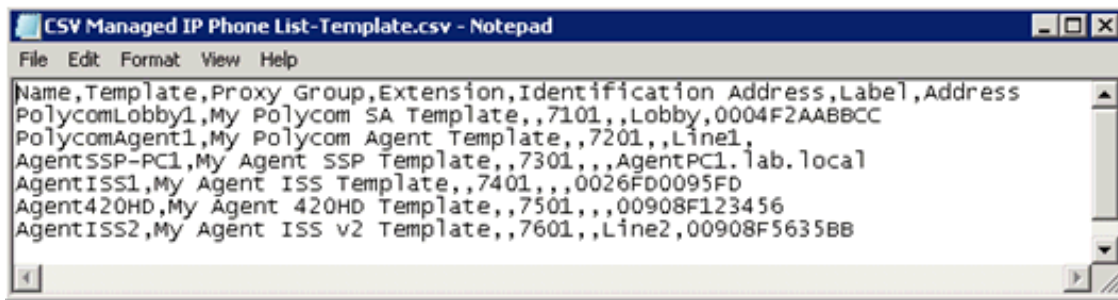 CSV Managed IP Phone List-Template.csv - Notepad
File Edit Format View Help
Name,Template,Proxy Group,Extension,Identification Address,Label,Address
PolycomLobby1,My Polycom SA Template,,7101,,Lobby,0004F2AABBCC
PolycomAgent1,My Polycom Agent Template,,7201,,Line1,
AgentSSP-PC1,My Agent SSP Template,,7301,,,AgentPC1.lab.local
AgentISS1,My Agent ISS Template,,7401,,,0026FD0095FD
Agent420HD,My Agent 420HD Template,,7501,,,00908F123456
AgentISS2,My Agent ISS v2 Template,,7601,,Line2,00908F5635BB